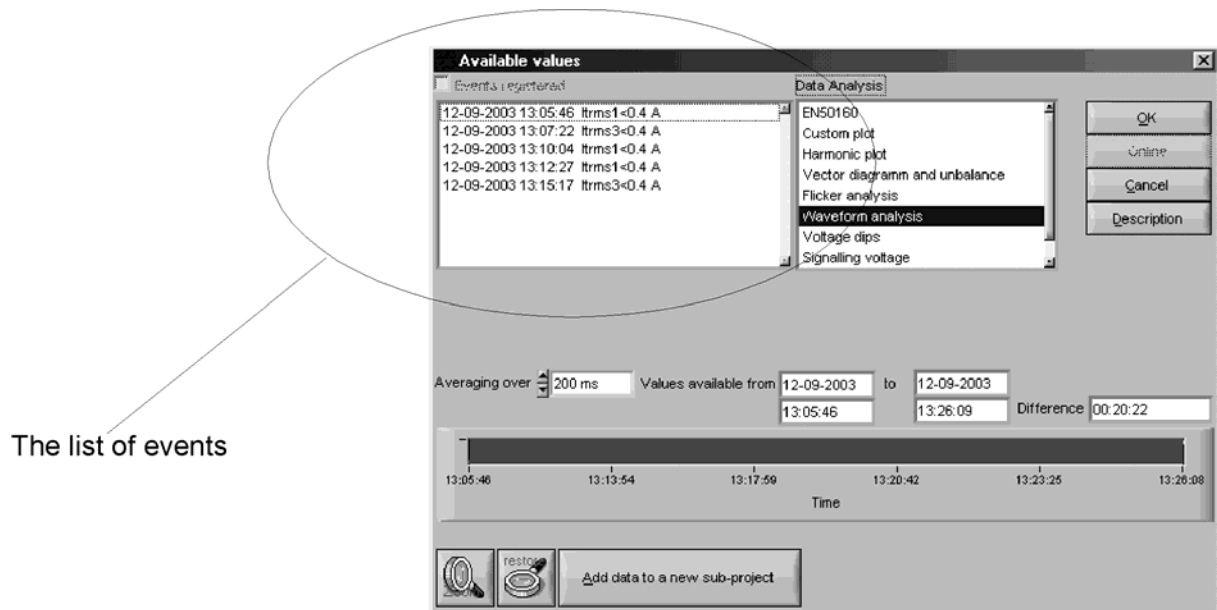 Available values
Events registered
Data Analysis
12-09-2003 13:05:46 Itrms1<0.4 A
12-09-2003 13:07:22 Itrms3<0.4 A
12-09-2003 13:10:04 Itrms1<0.4 A
12-09-2003 13:12:27 Itrms1<0.4 A
12-09-2003 13:15:17 Itrms3<0.4 A
EN50160
Custom plot
Harmonic plot
Vector diagramm and unbalance
Flicker analysis
Waveform analysis
Voltage dips
Signalling voltage
OK
Online
Cancel
Description
Averaging over 200 ms Values available from 12-09-2003 to 12-09-2003
13:05:46 13:26:09 Difference 00:20:22
The list of events
13:05:46 13:13:54 13:17:59 13:20:42 13:23:25 13:26:08
Time
zoom
restore
Add data to a new sub-project